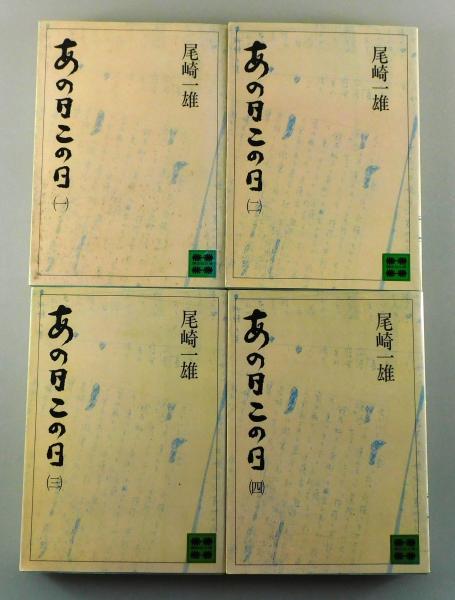 尾崎一雄
あの日この日
(一)
尾崎一雄
あの日この日
(二)
尾崎一雄
あの日この日
(三)
尾崎一雄
あの日この日
(四)